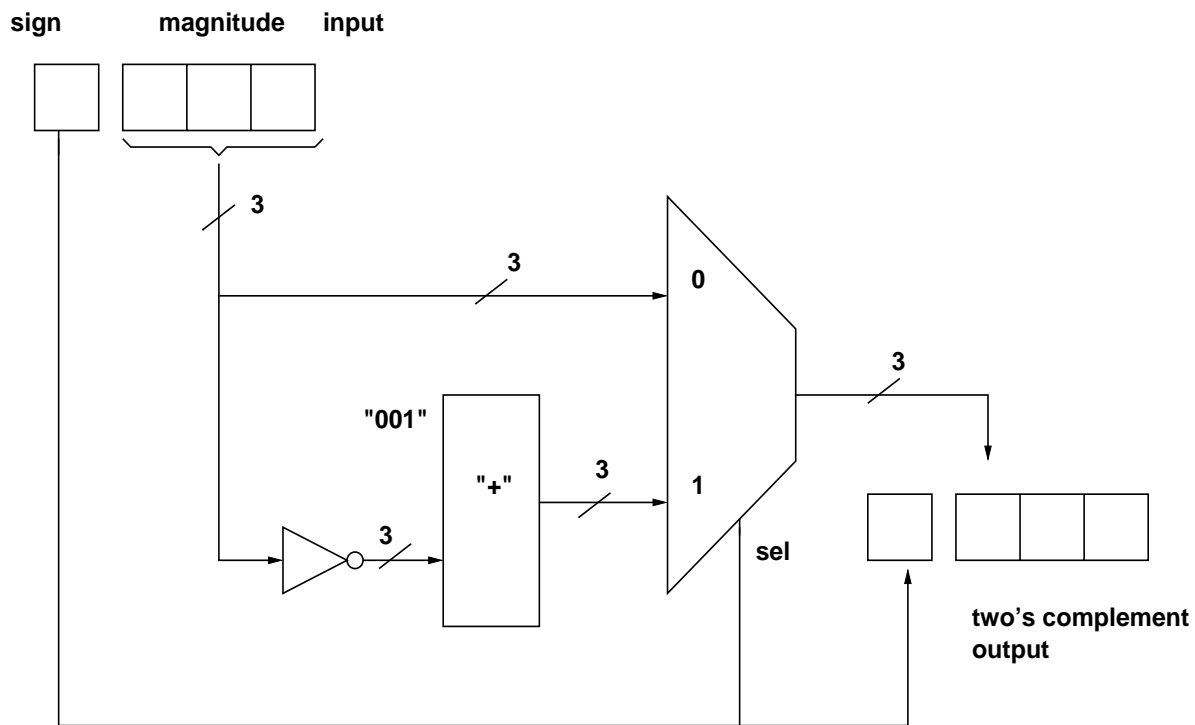 sign magnitude input
3
3
0
3
"001"
"+"
3
1
3
sel
two's complement
output